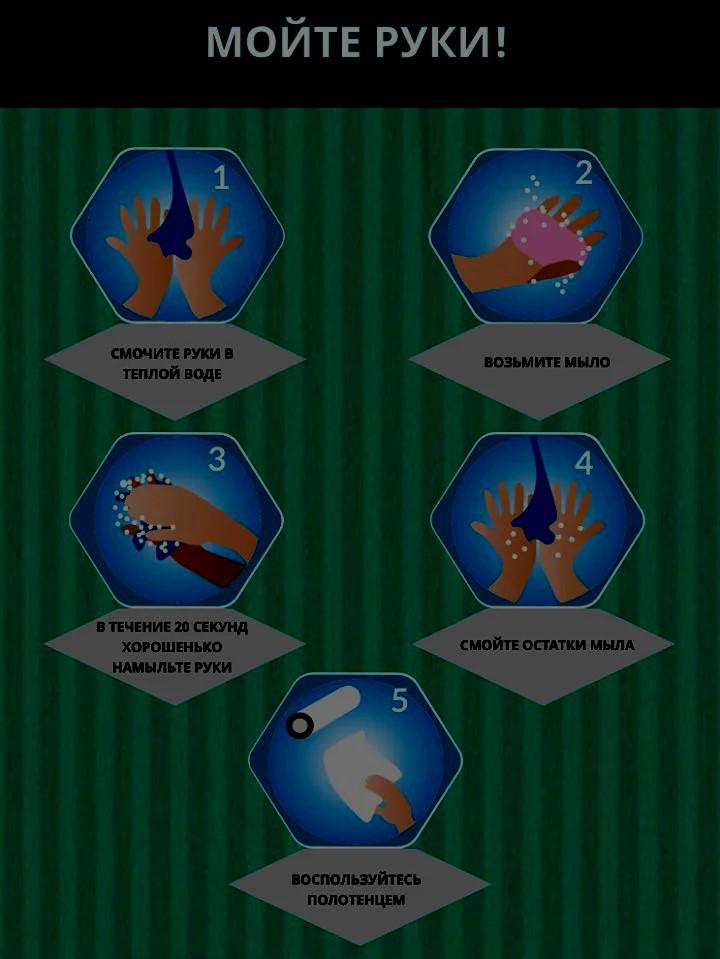 МОЙТЕ РУКИ!
1
СМОЧИТЕ РУКИ В
ТЕПЛОЙ ВОДЕ
2
ВОЗЬМИТЕ МЫЛО
3
В ТЕЧЕНИЕ 20 СЕКУНД
ХОРОШЕНЬКО
НАМЫЛЬТЕ РУКИ
4
СМОЙТЕ ОСТАТКИ МЫЛА
5
ВОСПОЛЬЗУЙТЕСЬ
ПОЛОТЕНЦЕМ